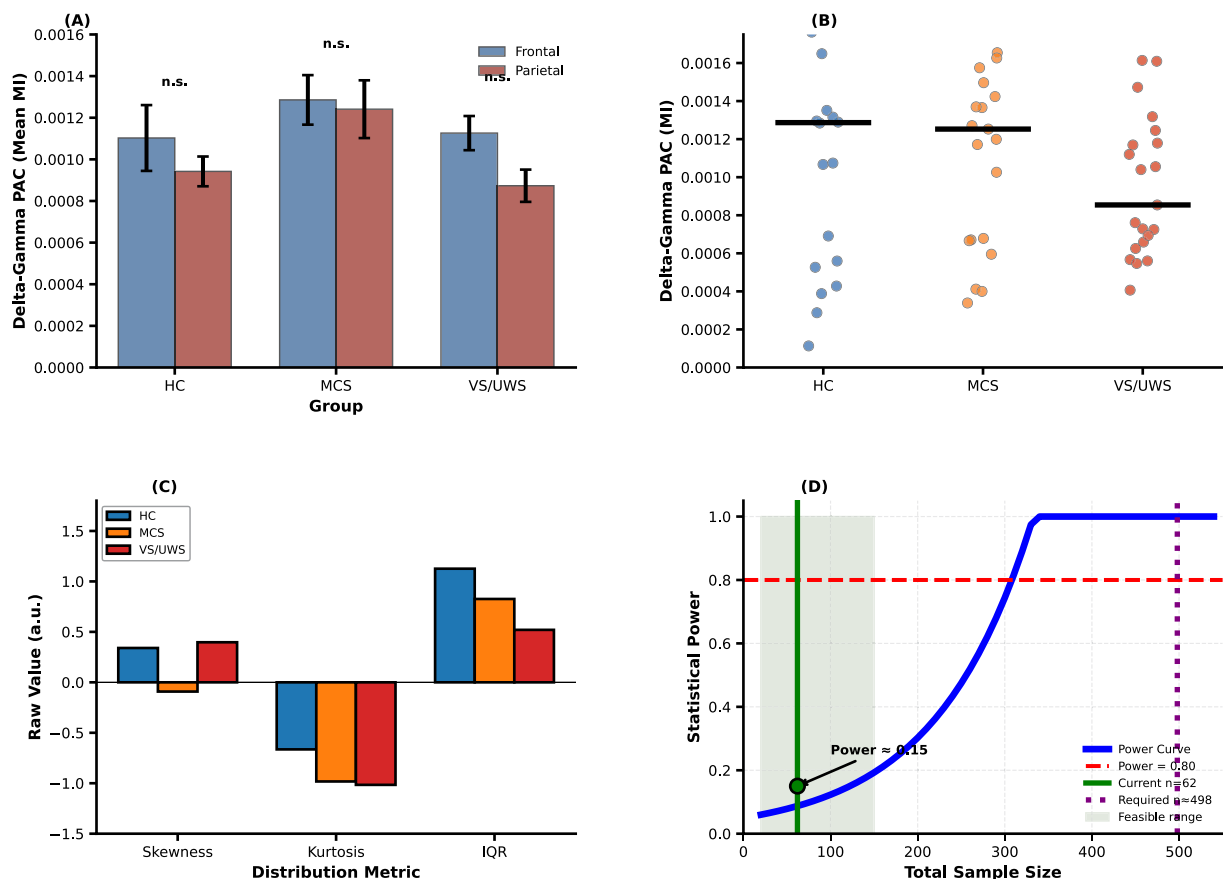 (A)
Delta-Gamma PAC (Mean MI)
0.0016
0.0014
0.0012
0.0010
0.0008
0.0006
0.0004
0.0002
0.0000
n.s.
n.s.
n.s.
Frontal
Parietal
HC
MCS
VS/UWS
Group
(B)
Delta-Gamma PAC (MI)
0.0016
0.0014
0.0012
0.0010
0.0008
0.0006
0.0004
0.0002
0.0000
HC
MCS
VS/UWS
(C)
Raw Value (a.u.)
1.5
1.0
0.5
0.0
−0.5
−1.0
−1.5
HC
MCS
VS/UWS
Skewness
Kurtosis
IQR
Distribution Metric
(D)
Statistical Power
1.0
0.8
0.6
0.4
0.2
0.0
Power ≈ 0.15
Power Curve
Power = 0.80
Current n=62
Required n≈498
Feasible range
0
100
200
300
400
500
Total Sample Size